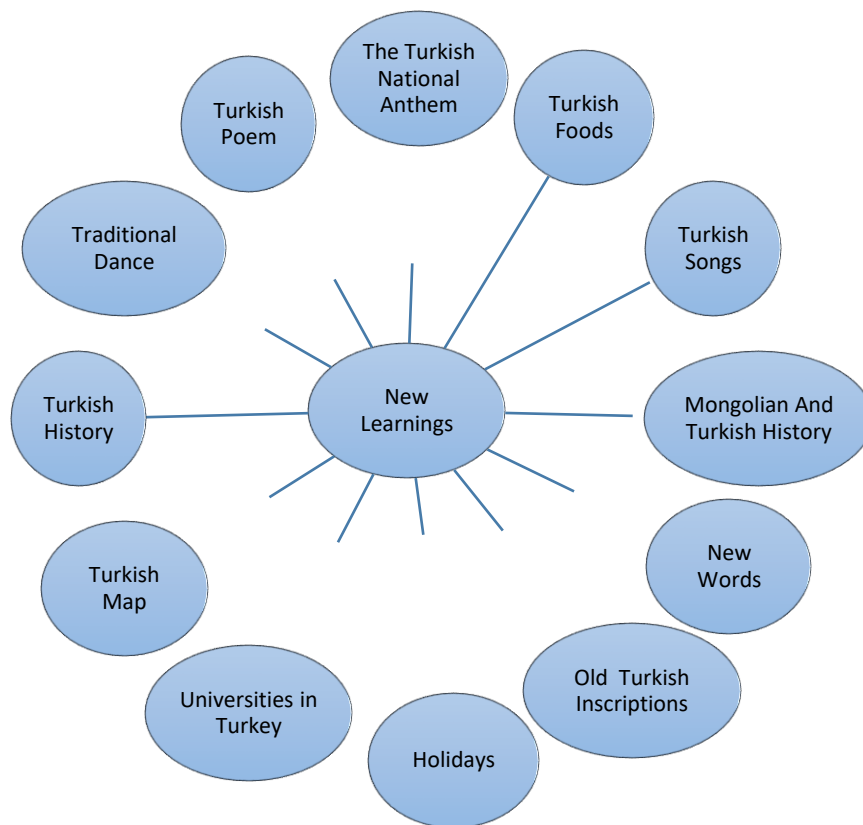 The Turkish
National
Anthem
Turkish
Foods
Turkish
Poem
Traditional
Dance
Turkish
Songs
Turkish
History
New
Learnings
Mongolian And
Turkish History
Turkish
Map
New
Words
Universities in
Turkey
Old  Turkish
Inscriptions
Holidays